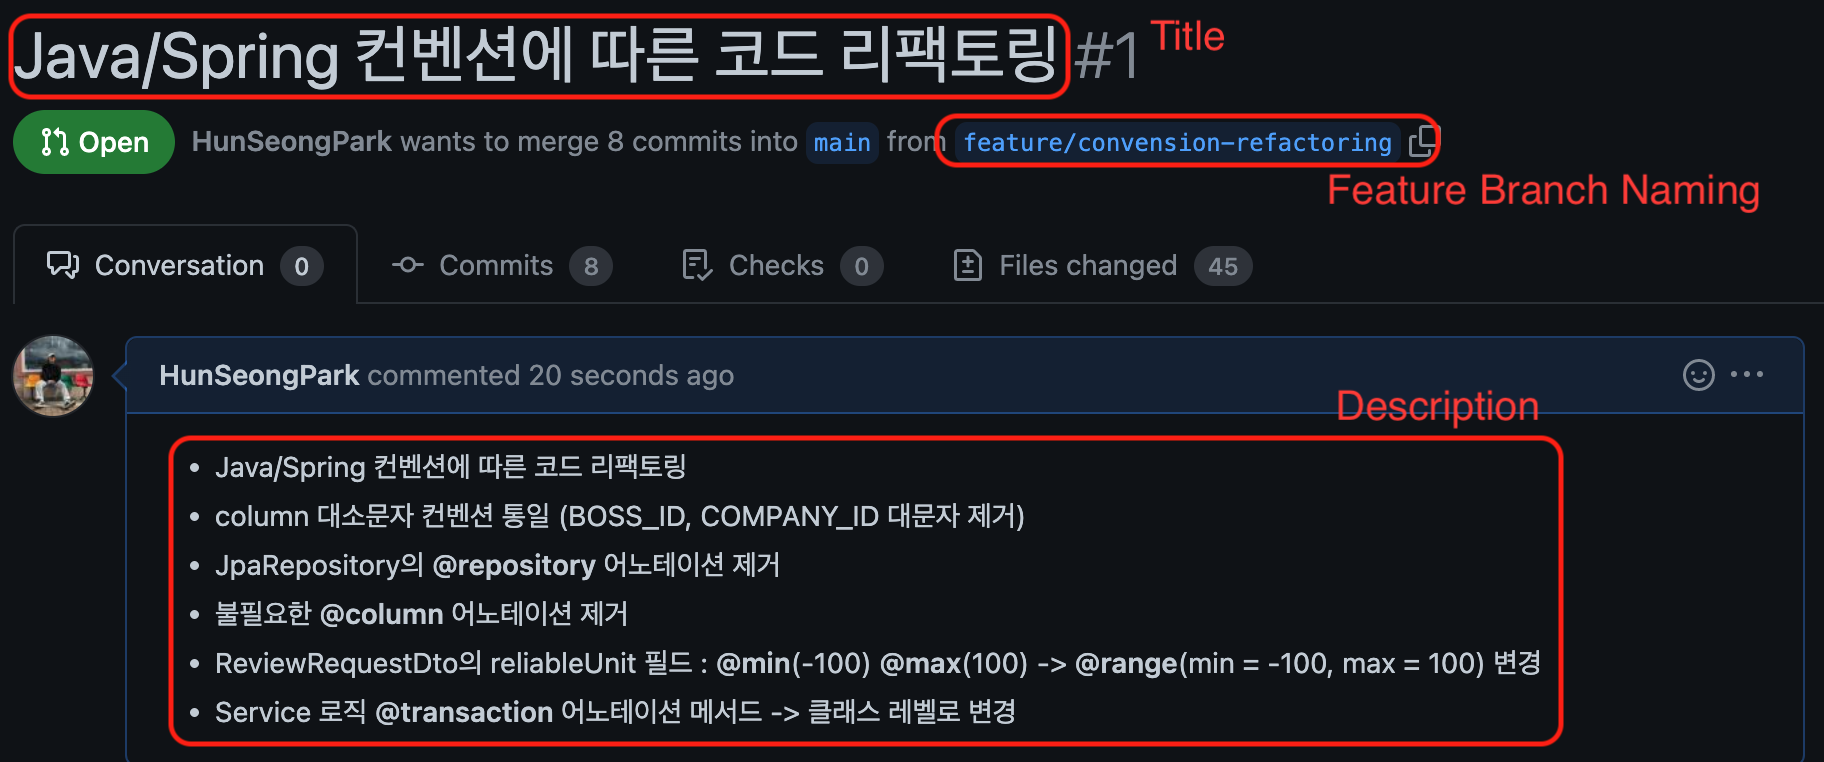 Java/Spring 컨벤션에 따른 코드 리팩토링 #1 Title
Open HunSeongPark wants to merge 8 commits into main from feature/convension-refactoring
Feature Branch Naming
Conversation 0 Commits 8 Checks 0 Files changed 45
HunSeongPark commented 20 seconds ago
Description
• Java/Spring 컨벤션에 따른 코드 리팩토링
• column 대소문자 컨벤션 통일 (BOSS_ID, COMPANY_ID 대문자 제거)
• JpaRepository의 @repository 어노테이션 제거
• 불필요한 @column 어노테이션 제거
• ReviewRequestDto의 reliableUnit 필드 : @min(-100) @max(100) -> @range(min = -100, max = 100) 변경
• Service 로직 @transaction 어노테이션 메서드 -> 클래스 레벨로 변경